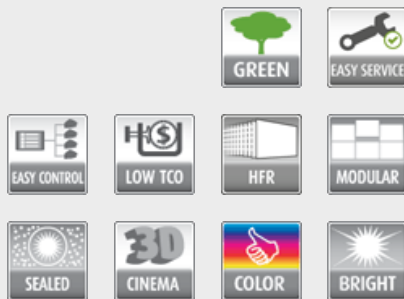 GREEN
EASY SERVICE
EASY CONTROL
LOW TCO
HFR
MODULAR
SEALED
3D
CINEMA
COLOR
BRIGHT